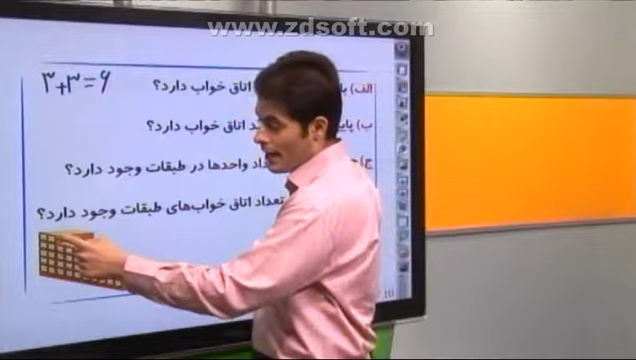 www.zdsoft.com
۳+۳=۶
الف) اتاق خواب دارد؟
ب) اتاق خواب دارد؟
ج) واحدها در طبقات وجود دارد؟
تعداد اتاق خواب‌های طبقات وجود دارد؟